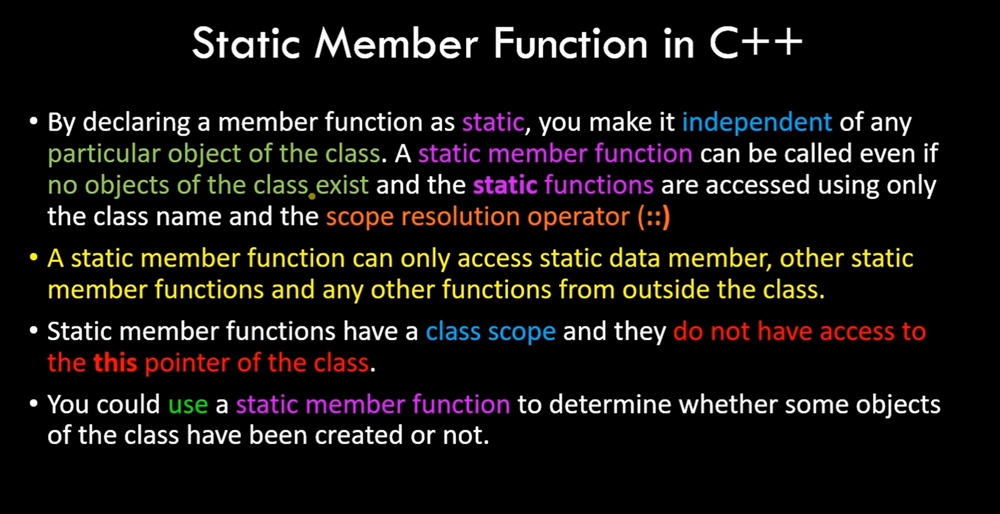 Static Member Function in C++
• By declaring a member function as static, you make it independent of any
particular object of the class. A static member function can be called even if
no objects of the class exist and the static functions are accessed using only
the class name and the scope resolution operator (::)
• A static member function can only access static data member, other static
member functions and any other functions from outside the class.
• Static member functions have a class scope and they do not have access to
the this pointer of the class.
• You could use a static member function to determine whether some objects
of the class have been created or not.